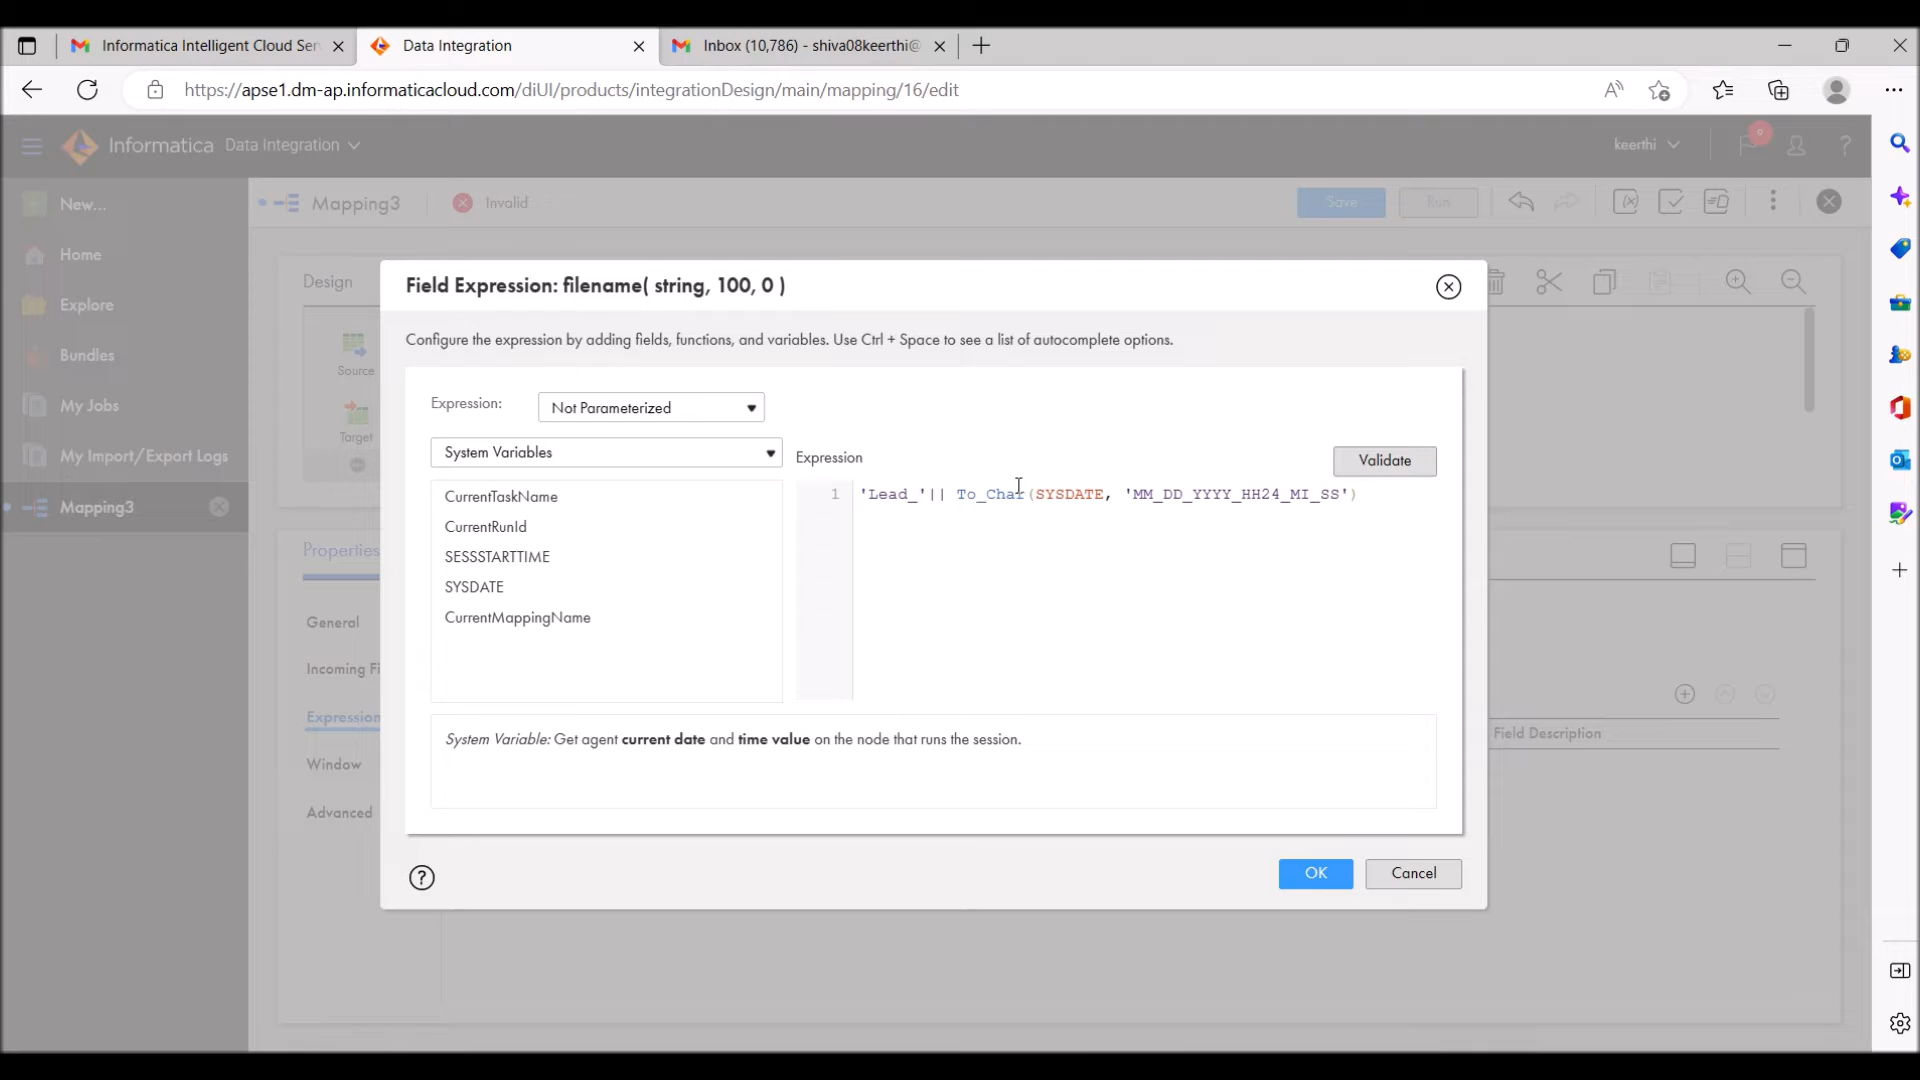 Informatica Intelligent Cloud Ser
Data Integration
Inbox (10,786) - shiva08keerthi@
https://apse1.dm-ap.informaticacloud.com/diUI/products/integrationDesign/main/mapping/16/edit
Informatica Data Integration
keerthi
?
New...
Home
Explore
Bundles
My Jobs
My Import/Export Logs
Mapping3
Mapping3
Invalid
Save
Run
Design
Source
Target
Properties
General
Incoming Fi
Expression
Window
Advanced
Field Description
Field Expression: filename( string, 100, 0 )
Configure the expression by adding fields, functions, and variables. Use Ctrl + Space to see a list of autocomplete options.
Expression:
Not Parameterized
System Variables
Expression
Validate
CurrentTaskName
CurrentRunId
SESSSTARTTIME
SYSDATE
CurrentMappingName
1 'Lead_'|| To_Char(SYSDATE, 'MM_DD_YYYY_HH24_MI_SS')
System Variable: Get agent current date and time value on the node that runs the session.
?
OK
Cancel